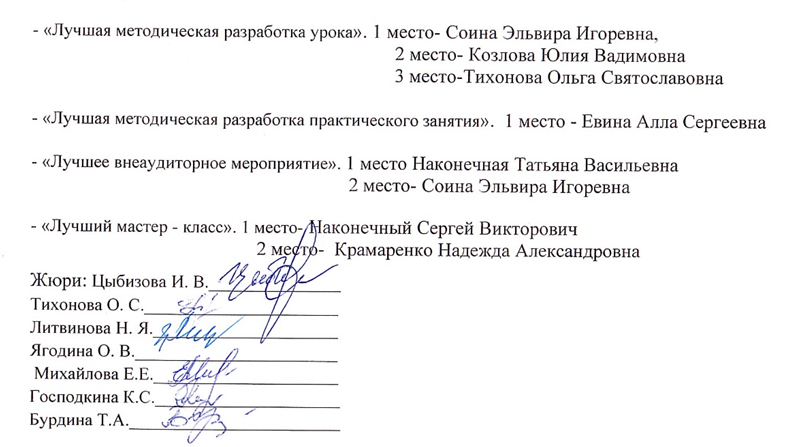 - «Лучшая методическая разработка урока». 1 место- Соина Эльвира Игоревна,
2 место- Козлова Юлия Вадимовна
3 место-Тихонова Ольга Святославовна
- «Лучшая методическая разработка практического занятия». 1 место - Евина Алла Сергеевна
- «Лучшее внеаудиторное мероприятие». 1 место Наконечная Татьяна Васильевна
2 место- Соина Эльвира Игоревна
- «Лучший мастер - класс». 1 место- Наконечный Сергей Викторович
2 место- Крамаренко Надежда Александровна
Жюри: Цыбизова И. В.
Тихонова О. С.
Литвинова Н. Я.
Ягодина О. В.
Михайлова Е.Е.
Господкина К.С.
Бурдина Т.А.